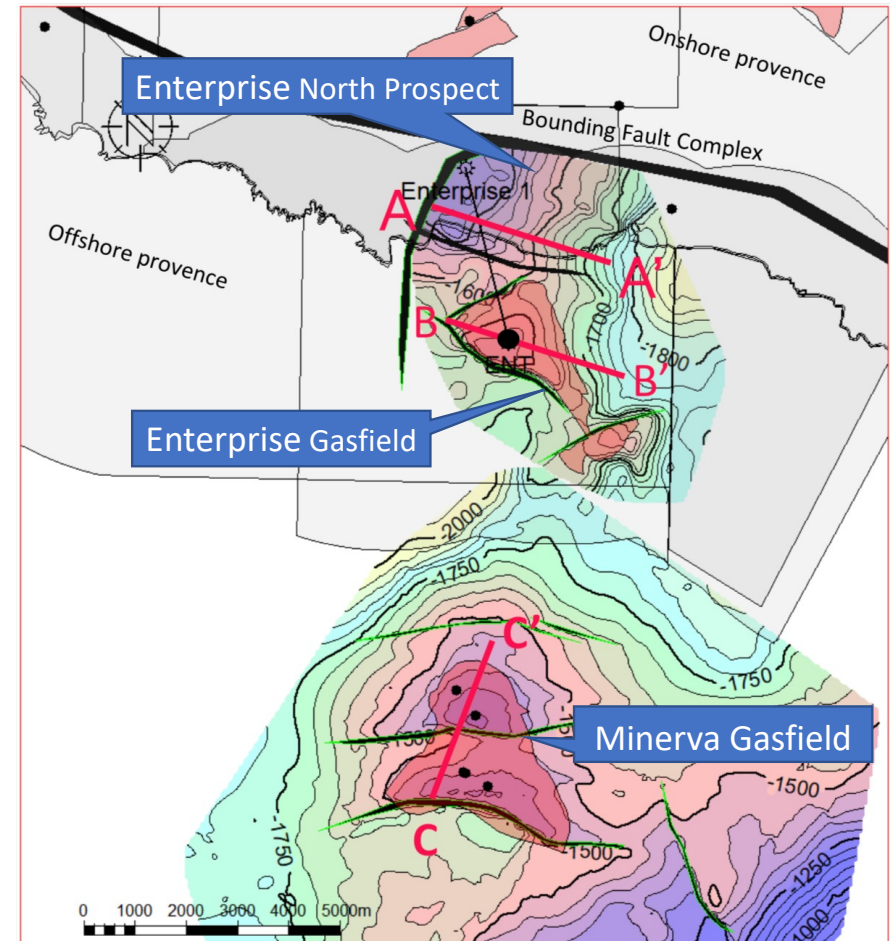 Onshore provence
Enterprise North Prospect
Bounding Fault Complex
N
Enterprise 1
A
Offshore provence
A'
-1600
-1700
B
-1800
ENT
B'
Enterprise Gasfield
-2000
-1750
C'
-1750
Minerva Gasfield
-1500
-1500
-1750
C
-1500
-1250
0 1000 2000 3000 4000 5000m
1000